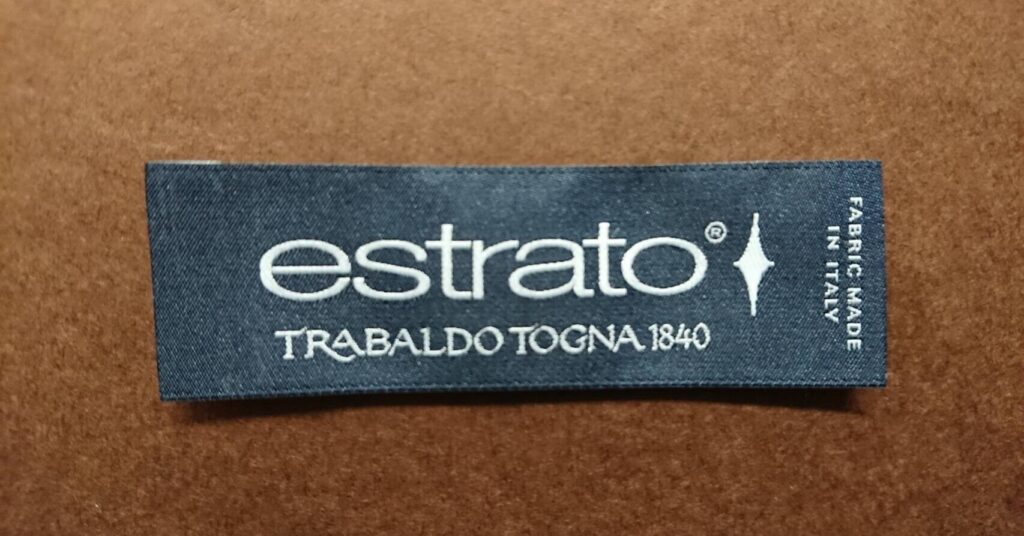 estrato®
TRABALDO TOGNA 1840
FABRIC MADE
IN ITALY